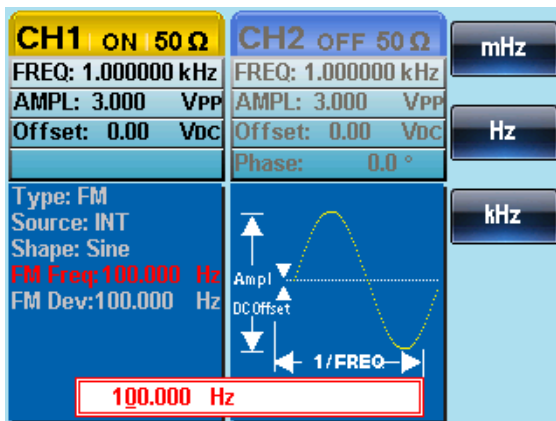 CH1 ON 50 Ω
FREQ: 1.000000 kHz
AMPL: 3.000 VPP
Offset: 0.00 VDC
CH2 OFF 50 Ω
FREQ: 1.000000 kHz
AMPL: 3.000 VPP
Offset: 0.00 VDC
Phase: 0.0 °
mHz
Hz
kHz
Type: FM
Source: INT
Shape: Sine
FM Freq:100.000 Hz
FM Dev:100.000 Hz
Ampl
DC Offset
1/FREQ
100.000 Hz